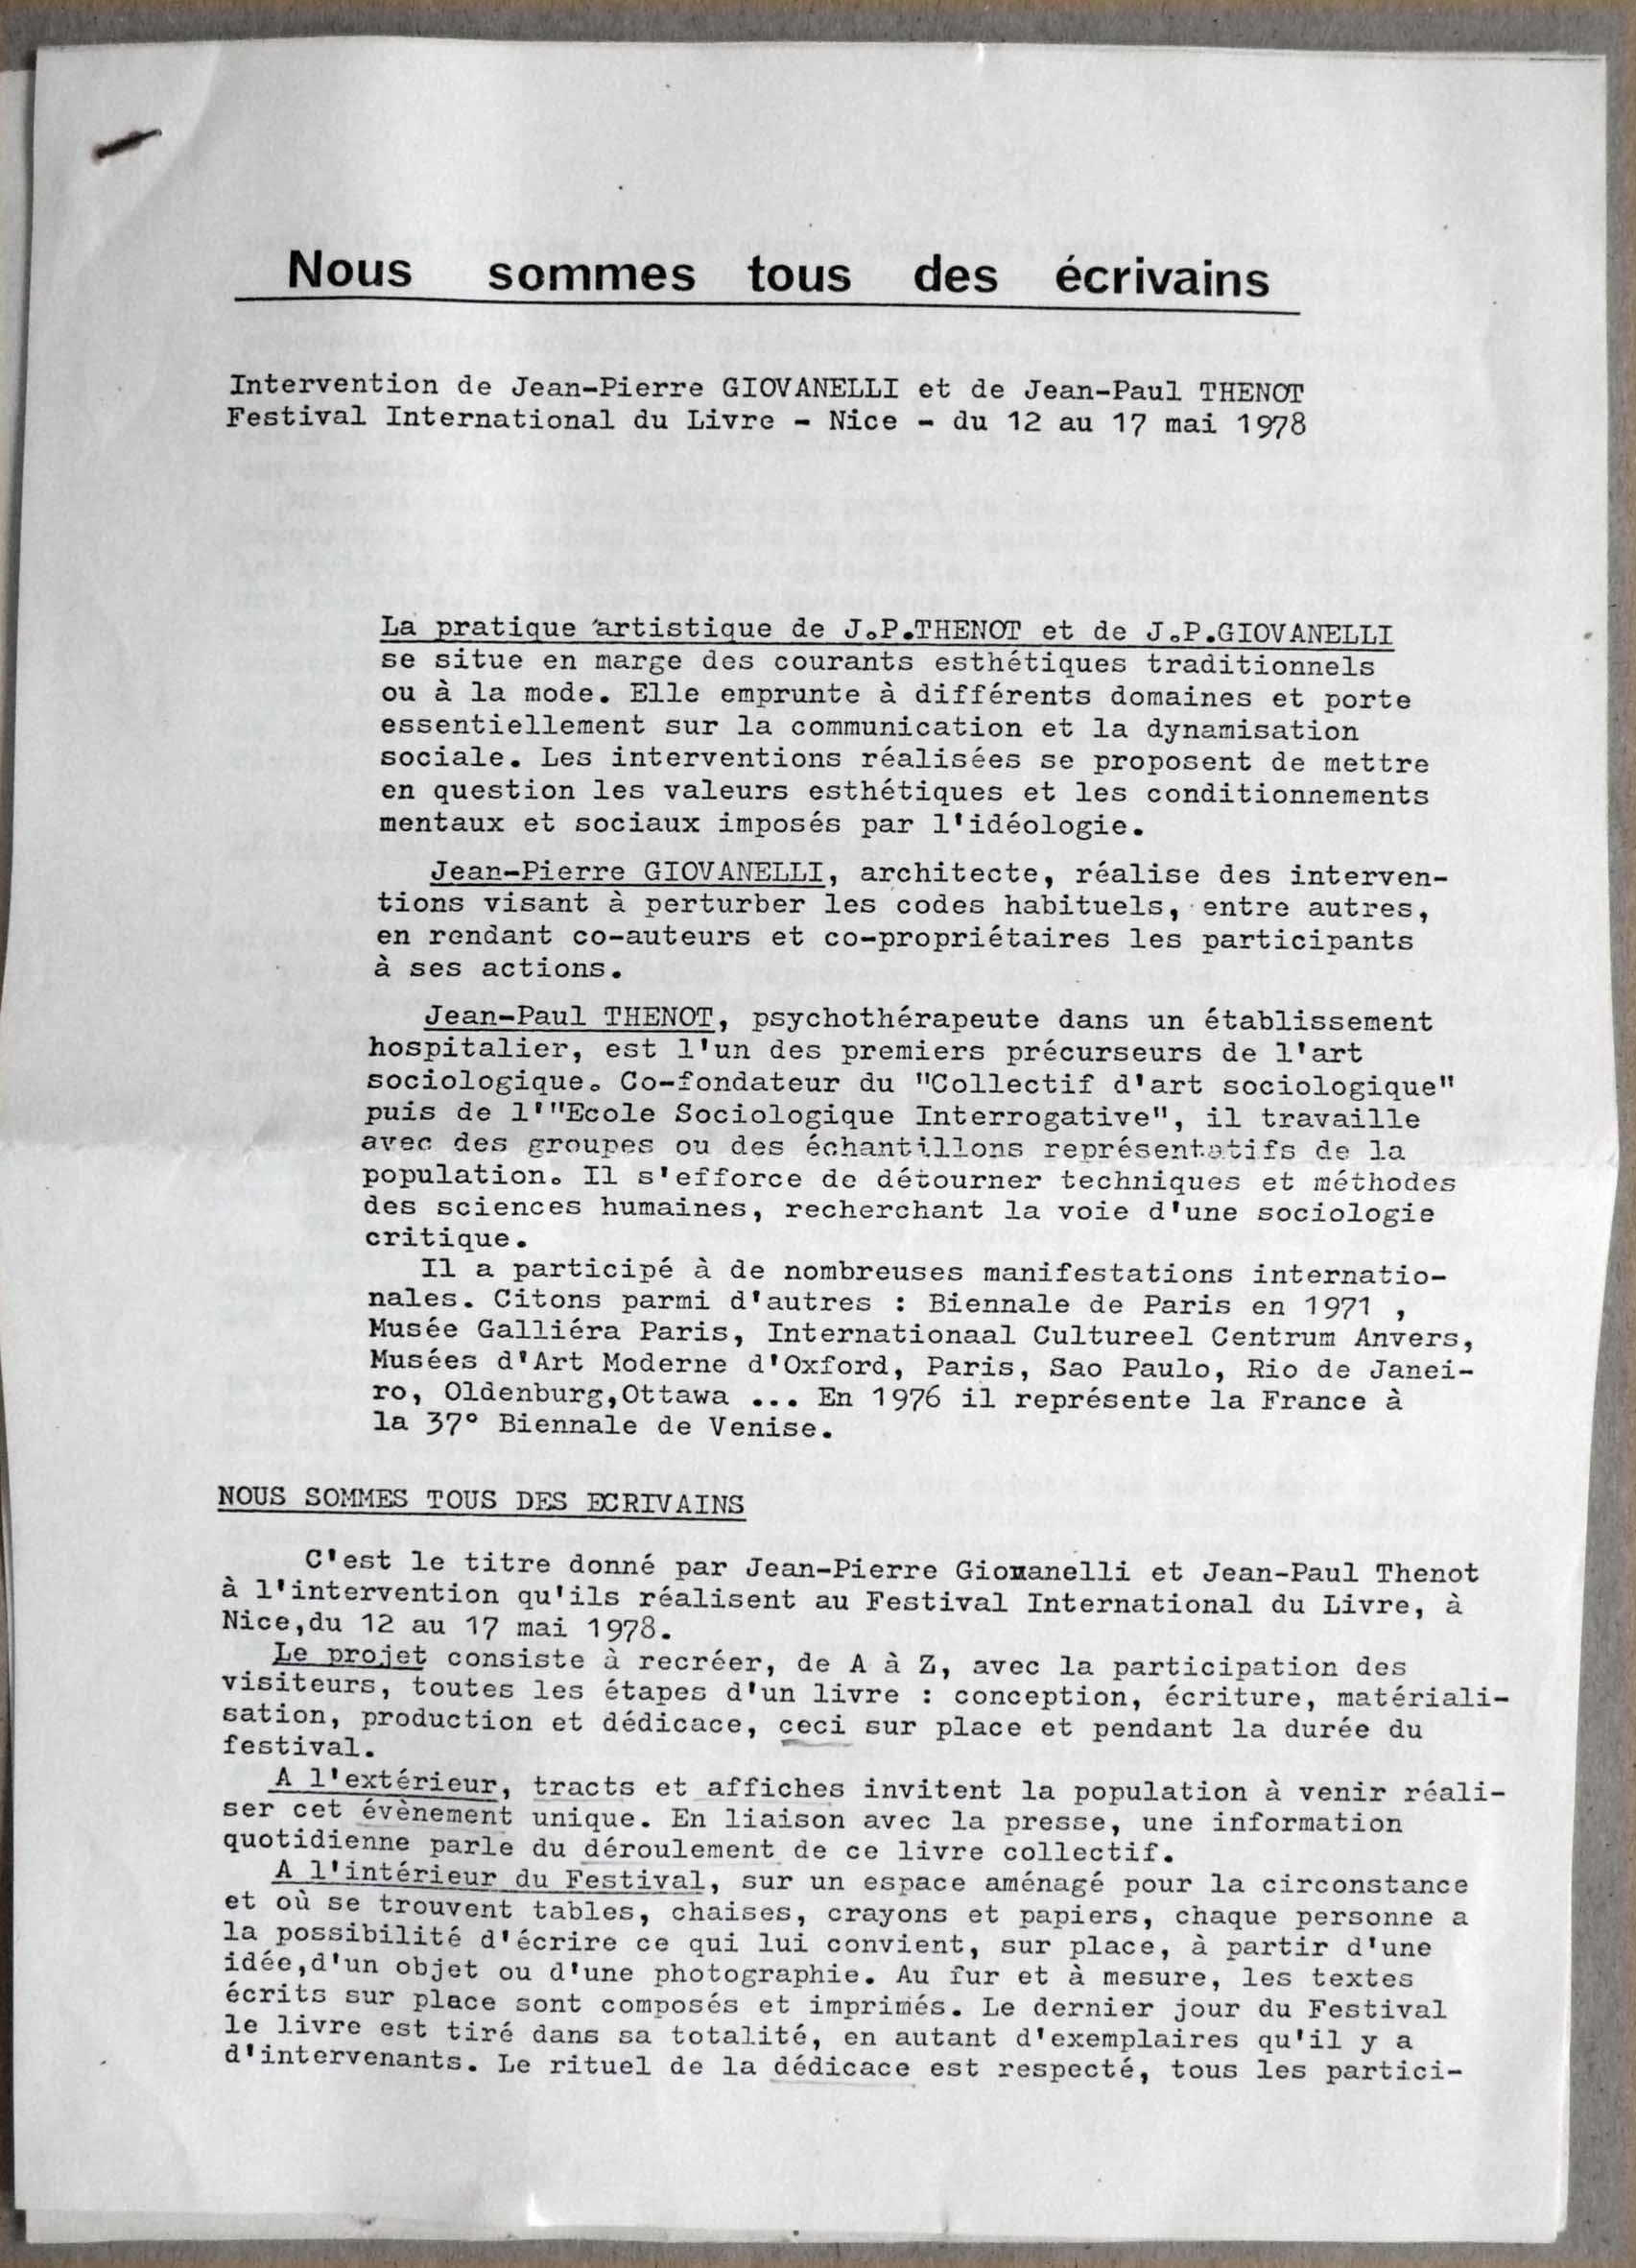 Nous sommes tous des écrivains
Intervention de Jean-Pierre GIOVANELLI et de Jean-Paul THENOT
Festival International du Livre - Nice - du 12 au 17 mai 1978
La pratique artistique de J.P.THENOT et de J.P.GIOVANELLI
se situe en marge des courants esthétiques traditionnels
ou à la mode. Elle emprunte à différents domaines et porte
essentiellement sur la communication et la dynamisation
sociale. Les interventions réalisées se proposent de mettre
en question les valeurs esthétiques et les conditionnements
mentaux et sociaux imposés par l'idéologie.
Jean-Pierre GIOVANELLI, architecte, réalise des interven-
tions visant à perturber les codes habituels, entre autres,
en rendant co-auteurs et co-propriétaires les participants
à ses actions.
Jean-Paul THENOT, psychothérapeute dans un établissement
hospitalier, est l'un des premiers précurseurs de l'art
sociologique. Co-fondateur du "Collectif d'art sociologique"
puis de l'"Ecole Sociologique Interrogative", il travaille
avec des groupes ou des échantillons représentatifs de la
population. Il s'efforce de détourner techniques et méthodes
des sciences humaines, recherchant la voie d'une sociologie
critique.
Il a participé à de nombreuses manifestations internatio-
nales. Citons parmi d'autres : Biennale de Paris en 1971 ,
Musée Galliéra Paris, Internationaal Cultureel Centrum Anvers,
Musées d'Art Moderne d'Oxford, Paris, Sao Paulo, Rio de Janei-
ro, Oldenburg,Ottawa ... En 1976 il représente la France à
la 37° Biennale de Venise.
NOUS SOMMES TOUS DES ECRIVAINS
C'est le titre donné par Jean-Pierre Giovanelli et Jean-Paul Thenot
à l'intervention qu'ils réalisent au Festival International du Livre, à
Nice,du 12 au 17 mai 1978.
Le projet consiste à recréer, de A à Z, avec la participation des
visiteurs, toutes les étapes d'un livre : conception, écriture, matériali-
sation, production et dédicace, ceci sur place et pendant la durée du
festival.
A l'extérieur, tracts et affiches invitent la population à venir réali-
ser cet évènement unique. En liaison avec la presse, une information
quotidienne parle du déroulement de ce livre collectif.
A l'intérieur du Festival, sur un espace aménagé pour la circonstance
et où se trouvent tables, chaises, crayons et papiers, chaque personne a
la possibilité d'écrire ce qui lui convient, sur place, à partir d'une
idée,d'un objet ou d'une photographie. Au fur et à mesure, les textes
écrits sur place sont composés et imprimés. Le dernier jour du Festival
le livre est tiré dans sa totalité, en autant d'exemplaires qu'il y a
d'intervenants. Le rituel de la dédicace est respecté, tous les partici-